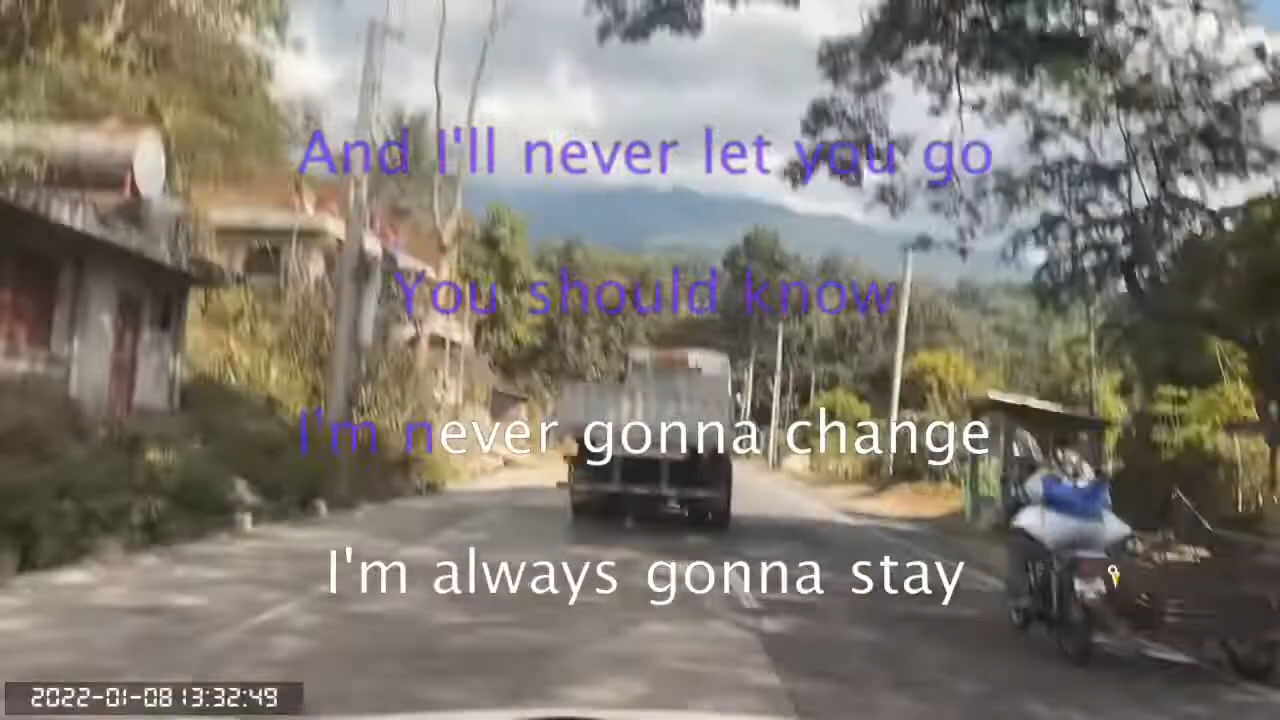 And I'll never let you go
You should know
I'm never gonna change
I'm always gonna stay
2022-01-08 13:32:49